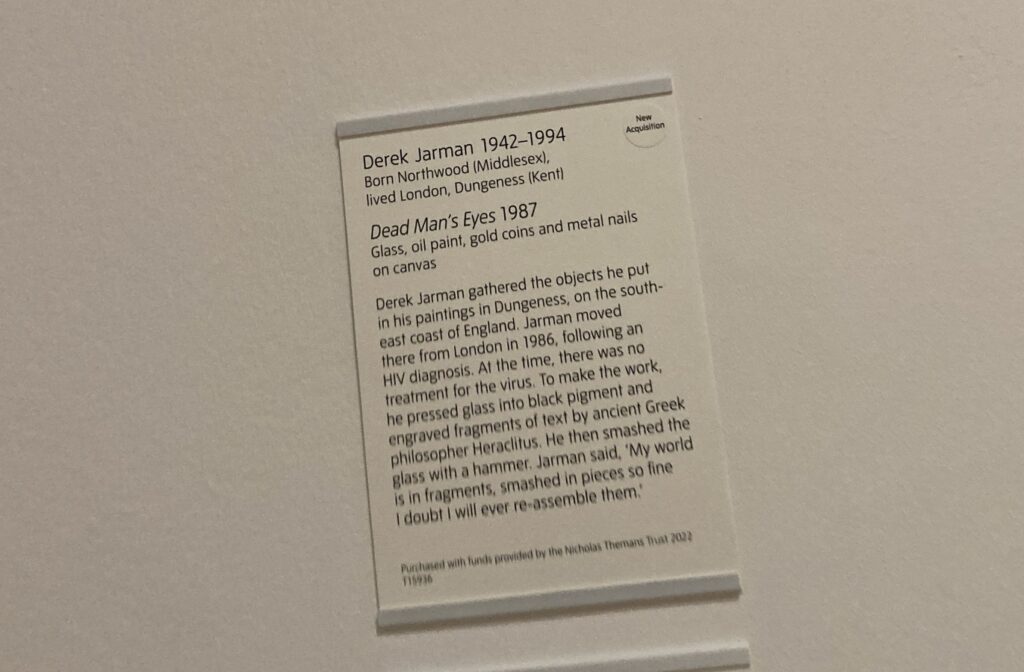 New
Acquisition
Derek Jarman 1942–1994
Born Northwood (Middlesex),
lived London, Dungeness (Kent)
Dead Man's Eyes 1987
Glass, oil paint, gold coins and metal nails
on canvas
Derek Jarman gathered the objects he put
in his paintings in Dungeness, on the south-
east coast of England. Jarman moved
there from London in 1986, following an
HIV diagnosis. At the time, there was no
treatment for the virus. To make the work,
he pressed glass into black pigment and
engraved fragments of text by ancient Greek
philosopher Heraclitus. He then smashed the
glass with a hammer. Jarman said, 'My world
is in fragments, smashed in pieces so fine
I doubt I will ever re-assemble them.'
Purchased with funds provided by the Nicholas Themans Trust 2022
T15936